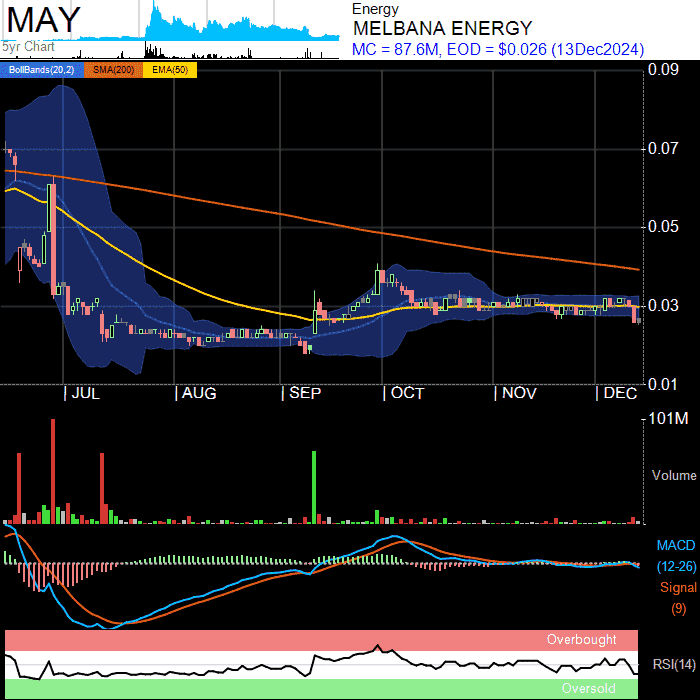 MAY
5yr Chart
Energy
MELBANA ENERGY
MC = 87.6M, EOD = $0.026 (13Dec2024)
BollBands(20,2) SMA(200) EMA(50)
0.09
0.07
0.05
0.03
0.01
JUL AUG SEP OCT NOV DEC
101M
Volume
MACD
(12-26)
Signal
(9)
Overbought
RSI(14)
Oversold